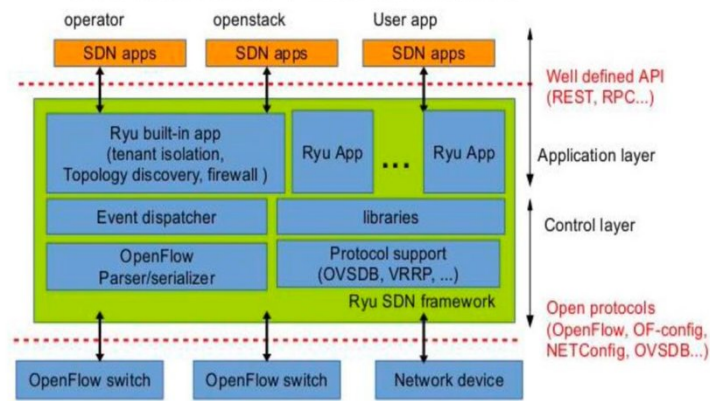 operator
openstack
User app
SDN apps
SDN apps
SDN apps
Well defined API
(REST, RPC...)
Ryu built-in app
(tenant isolation,
Topology discovery, firewall )
Ryu App
...
Ryu App
Application layer
Event dispatcher
libraries
Control layer
OpenFlow
Parser/serializer
Protocol support
(OVSDB, VRRP, ...)
Ryu SDN framework
Open protocols
(OpenFlow, OF-config,
NETConfig, OVSDB...)
OpenFlow switch
OpenFlow switch
Network device